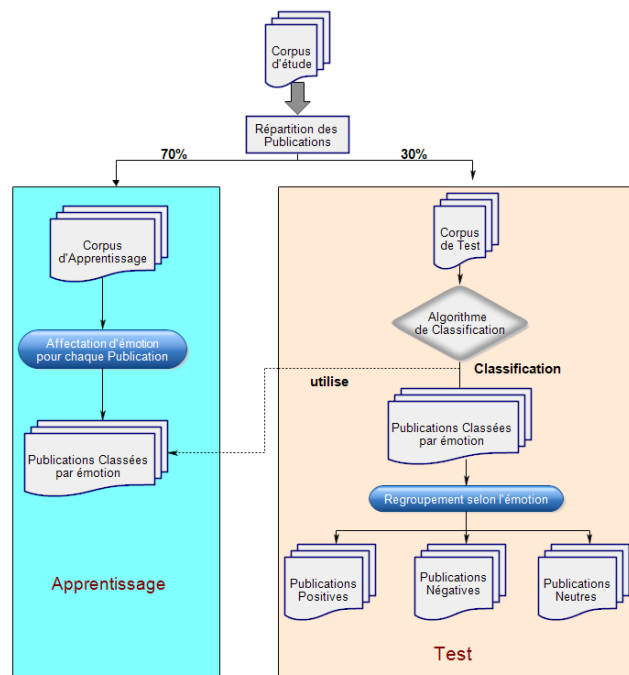 Corpus
d'étude
Répartition des
Publications
70%
30%
Corpus
d'Apprentissage
Affectation d'émotion
pour chaque Publication
Publications Classées
par émotion
Apprentissage
Corpus
de Test
Algorithme
de Classification
utilise
Classification
Publications Classées
par émotion
Regroupement selon l'émotion
Publications
Positives
Publications
Négatives
Publications
Neutres
Test